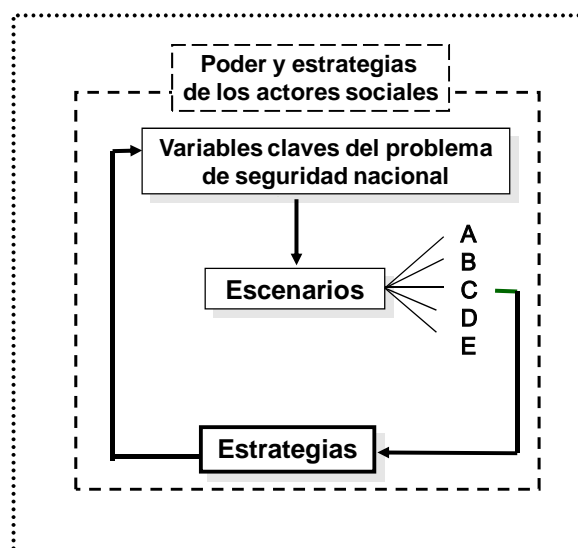 Poder y estrategias
de los actores sociales
Variables claves del problema
de seguridad nacional
Escenarios
A
B
C
D
E
Estrategias